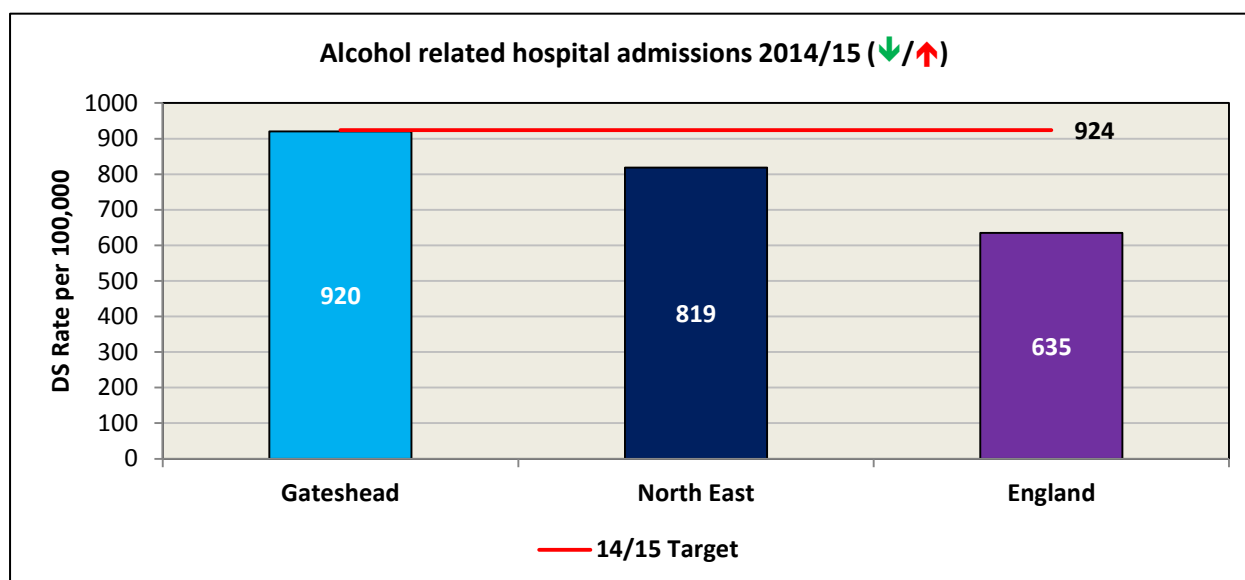 Alcohol related hospital admissions 2014/15 (↓/↑)
1000
900
800
700
600
500
400
300
200
100
0
DS Rate per 100,000
924
920
819
635
Gateshead
North East
England
14/15 Target